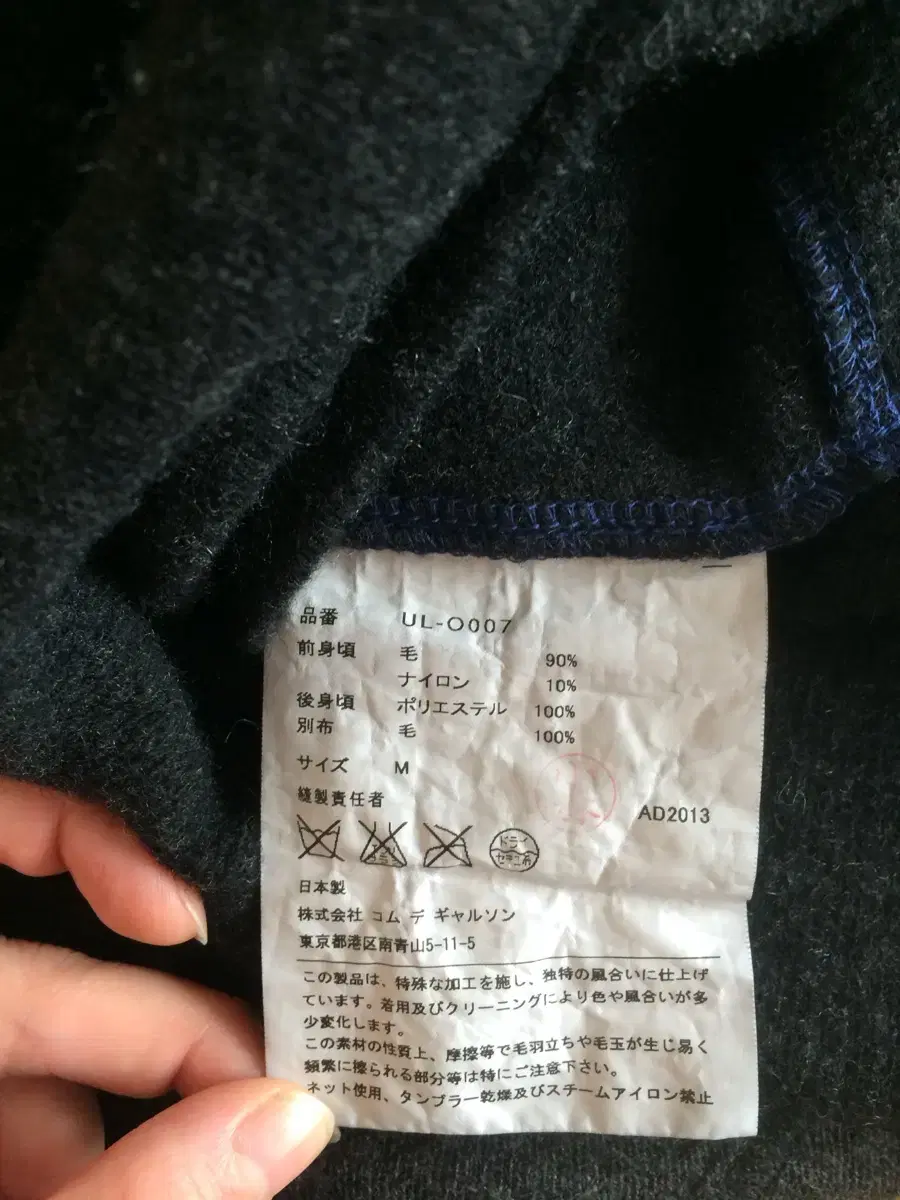 品番 UL-O007
前身頃 毛 90%
ナイロン 10%
後身頃 ポリエステル 100%
別布 毛 100%
サイズ M
縫製責任者
AD2013
ドライ
セキユ系
日本製
株式会社 コム デ ギャルソン
東京都港区南青山5-11-5
この製品は、特殊な加工を施し、独特の風合いに仕上げ
ています。着用及びクリーニングにより色や風合いが多
少変化します。
この素材の性質上、摩擦等で毛羽立ちや毛玉が生じ易く
頻繁に擦られる部分等は特にご注意下さい。
ネット使用、タンブラー乾燥及びスチームアイロン禁止